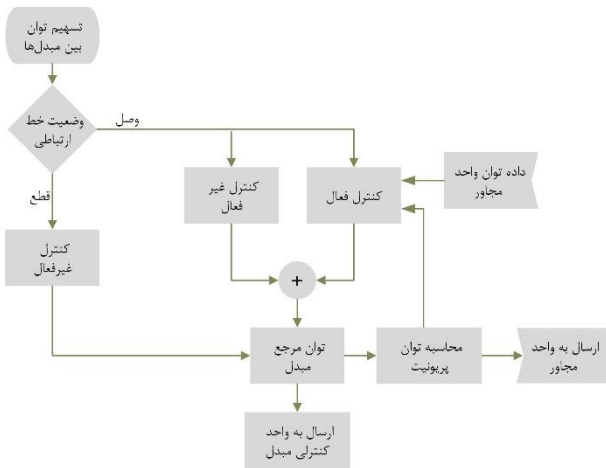 تسهیم توان
بین مبدل‌ها
وضعیت خط
ارتباطی
وصل
قطع
کنترل غیر
فعال
کنترل فعال
داده توان واحد
مجاور
کنترل
غیرفعال
+
توان مرجع
مبدل
محاسبه توان
پریونیت
ارسال به واحد
مجاور
ارسال به واحد
کنترلی مبدل